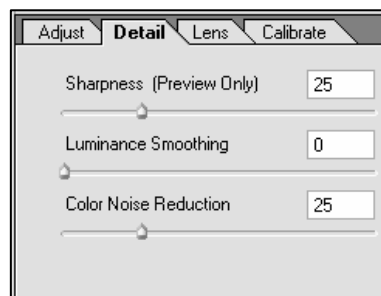 Adjust Detail Lens Calibrate
Sharpness (Preview Only) 25
Luminance Smoothing 0
Color Noise Reduction 25